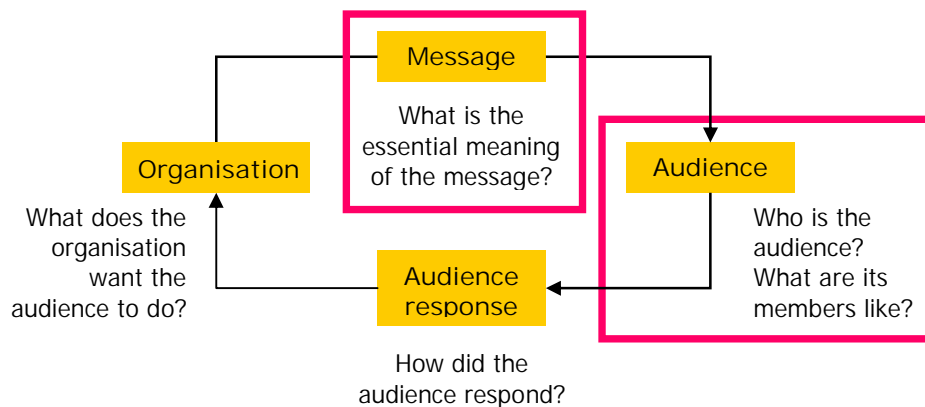 Message
What is the
essential meaning
of the message?
Organisation
What does the
organisation
want the
audience to do?
Audience
Who is the
audience?
What are its
members like?
Audience
response
How did the
audience respond?